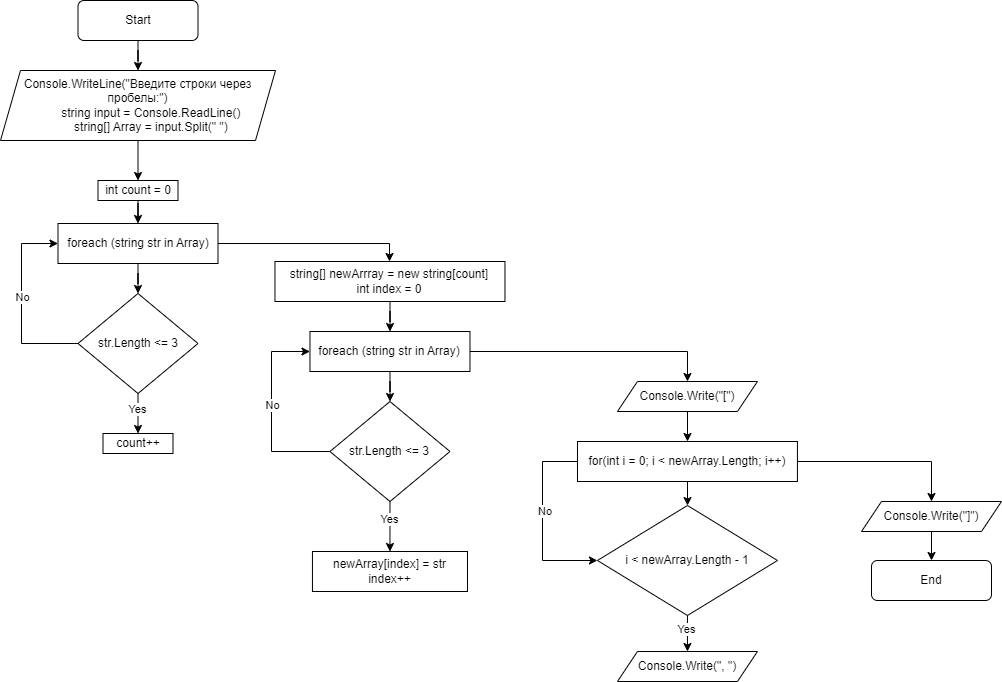 Start
Console.WriteLine("Введите строки через
пробелы:")
string input = Console.ReadLine()
string[] Array = input.Split(" ")
int count = 0
foreach (string str in Array)
No
str.Length <= 3
Yes
count++
string[] newArrray = new string[count]
int index = 0
foreach (string str in Array)
No
str.Length <= 3
Yes
newArray[index] = str
index++
Console.Write("[")
for(int i = 0; i < newArray.Length; i++)
No
i < newArray.Length - 1
Yes
Console.Write(", ")
Console.Write("]")
End